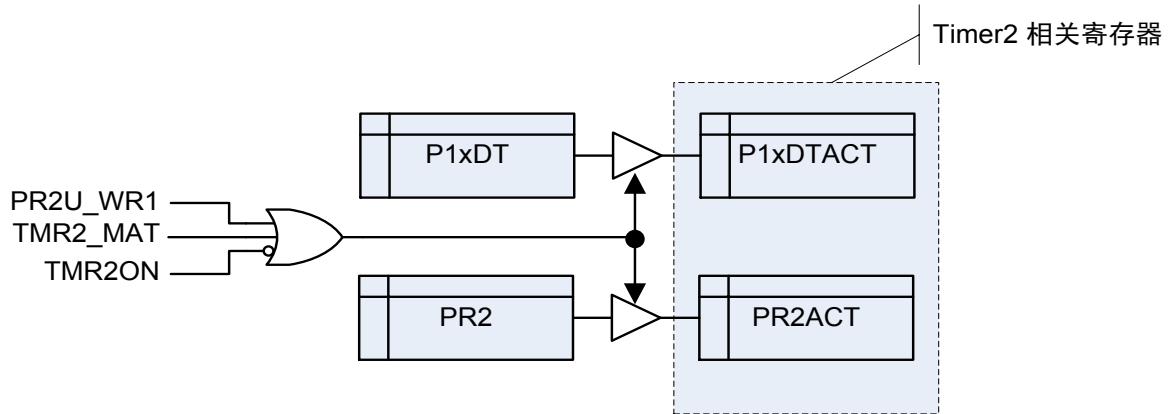 Timer2 相关寄存器
P1xDT
P1xDTACT
PR2U_WR1
TMR2_MAT
TMR2ON
PR2
PR2ACT